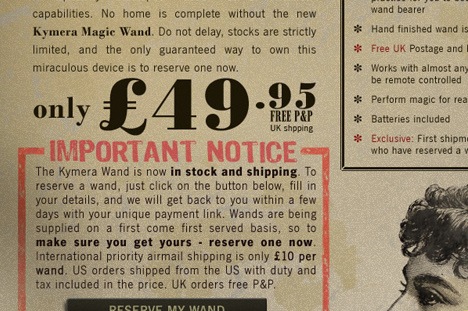 capabilities. No home is complete without the new
Kymera Magic Wand. Do not delay, stocks are strictly
limited, and the only guaranteed way to own this
miraculous device is to reserve one now.
only £49.95
FREE P&P
UK shpping
IMPORTANT NOTICE
The Kymera Wand is now in stock and shipping. To
reserve a wand, just click on the button below, fill in
your details, and we will get back to you within a few
days with your unique payment link. Wands are being
supplied on a first come first served basis, so to
make sure you get yours - reserve one now.
International priority airmail shipping is only £10 per
wand. US orders shipped from the US with duty and
tax included in the price. UK orders free P&P.
RESERVE MY WAND
wand bearer
* Hand finished wand is
* Free UK Postage and
* Works with almost any
be remote controlled
* Perform magic for rea
* Batteries included
* Exclusive: First shipme
who have reserved a w